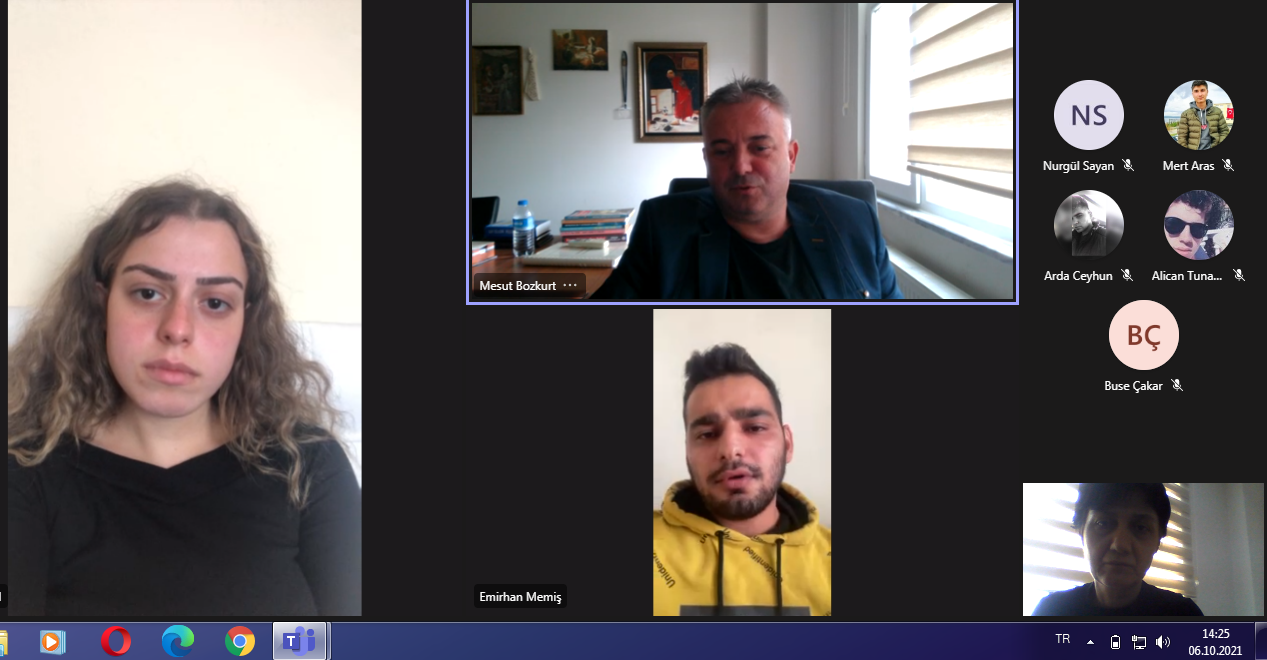 NS
Nurgül Sayan
Mert Aras
Arda Ceyhun
Alican Tuna...
BÇ
Buse Çakar
Mesut Bozkurt ...
Emirhan Memiş
TR
14:25
06.10.2021